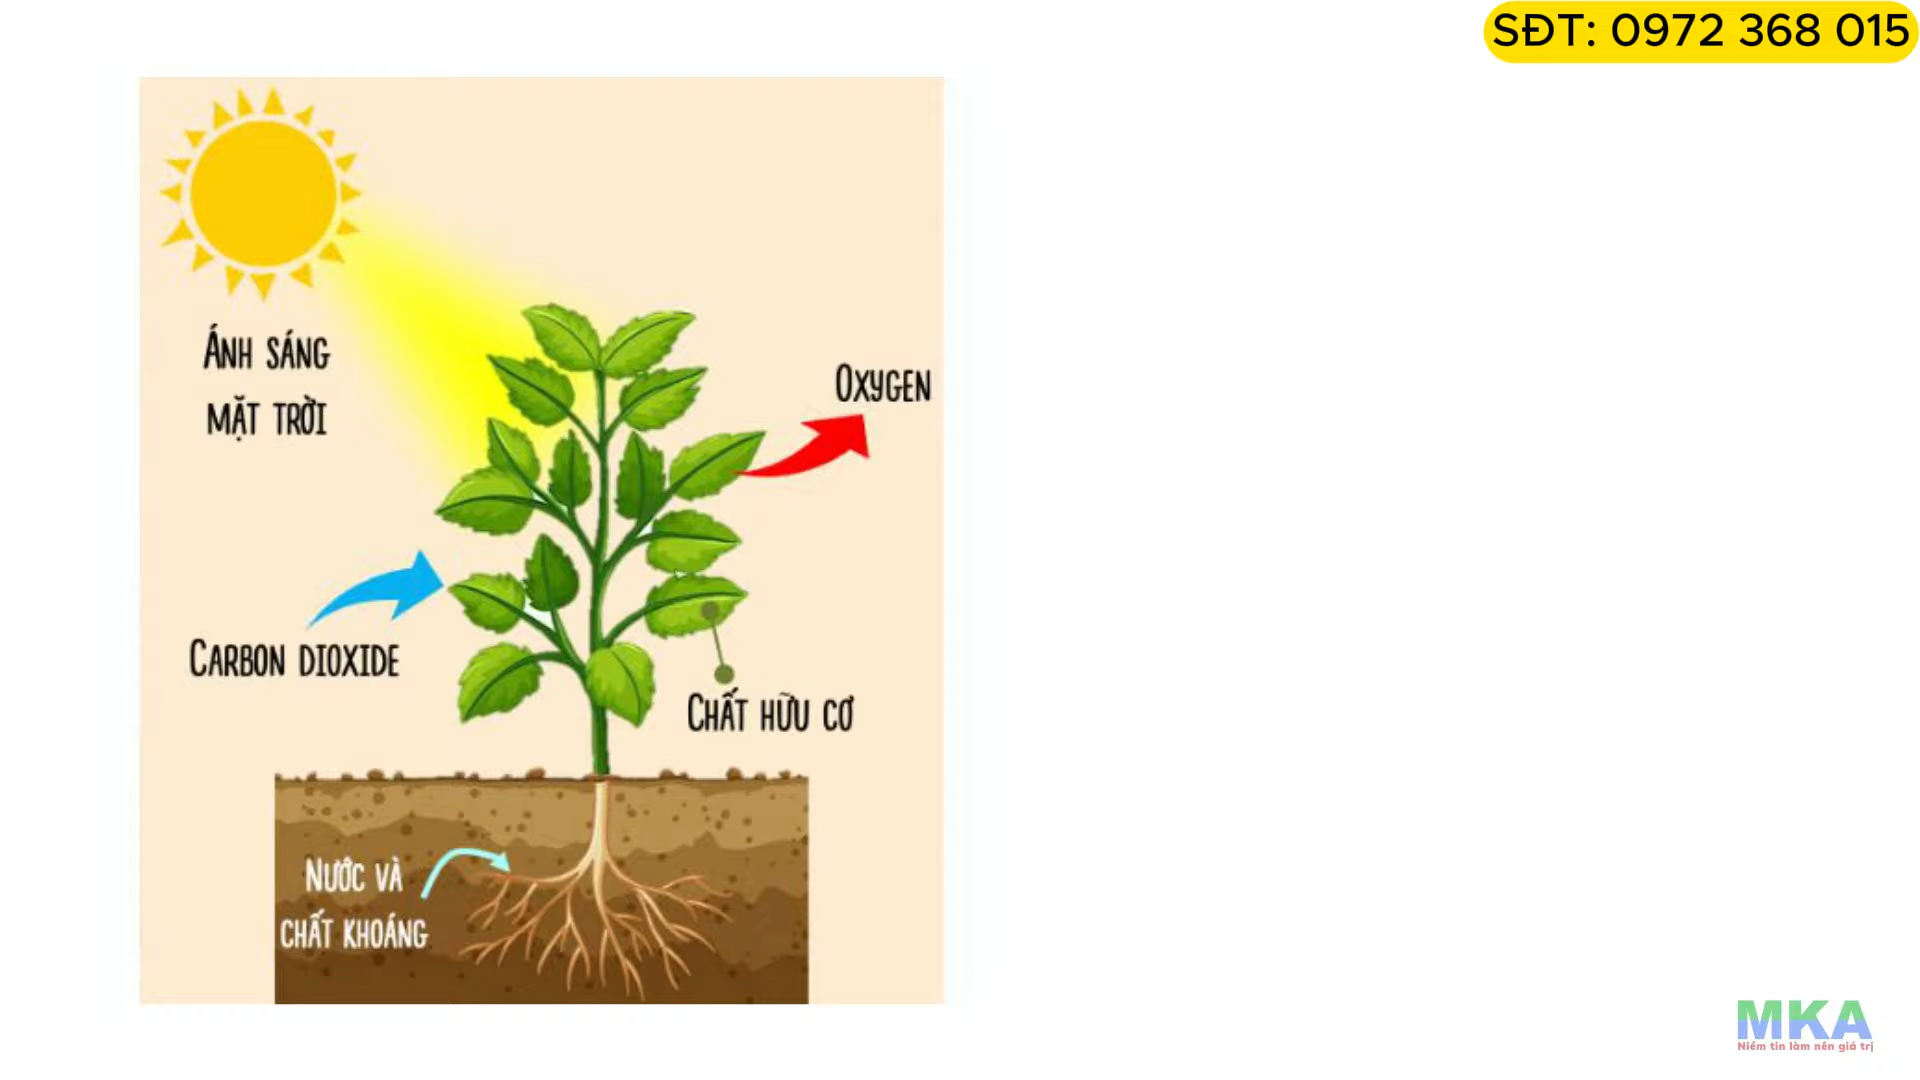 SĐT: 0972 368 015
ÁNH SÁNG
MẶT TRỜI
OXYGEN
CARBON DIOXIDE
CHẤT HỮU CƠ
NƯỚC VÀ
CHẤT KHOÁNG
MKA
Niềm tin làm nên giá trị